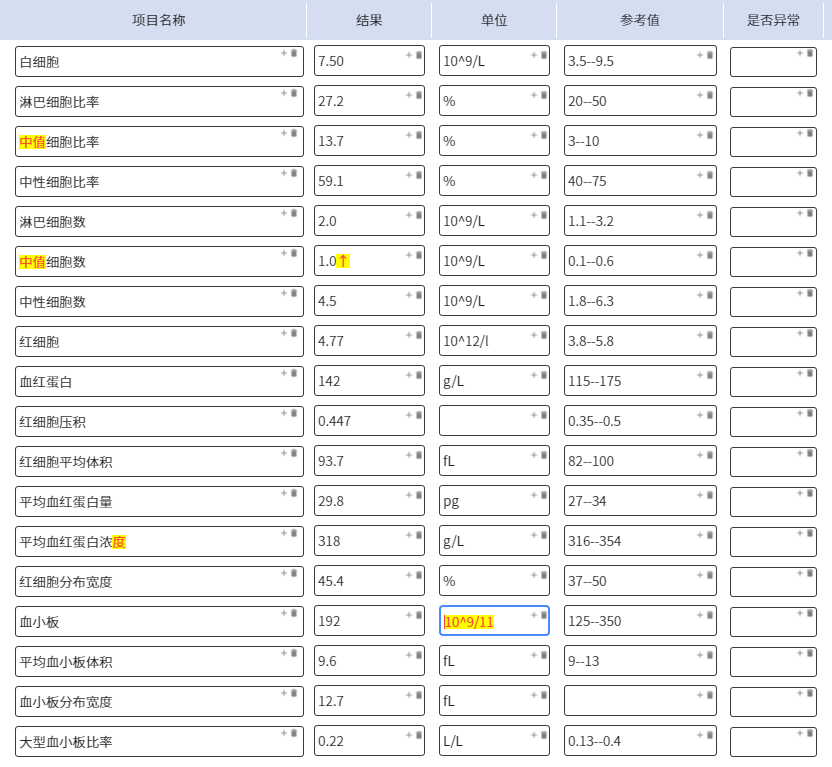 项目名称 结果 单位 参考值 是否异常
白细胞 7.50 10^9/L 3.5--9.5
淋巴细胞比率 27.2 % 20--50
中值细胞比率 13.7 % 3--10
中性细胞比率 59.1 % 40--75
淋巴细胞数 2.0 10^9/L 1.1--3.2
中值细胞数 1.0↑ 10^9/L 0.1--0.6
中性细胞数 4.5 10^9/L 1.8--6.3
红细胞 4.77 10^12/l 3.8--5.8
血红蛋白 142 g/L 115--175
红细胞压积 0.447 0.35--0.5
红细胞平均体积 93.7 fL 82--100
平均血红蛋白量 29.8 pg 27--34
平均血红蛋白浓度 318 g/L 316--354
红细胞分布宽度 45.4 % 37--50
血小板 192 10^9/11 125--350
平均血小板体积 9.6 fL 9--13
血小板分布宽度 12.7 fL
大型血小板比率 0.22 L/L 0.13--0.4